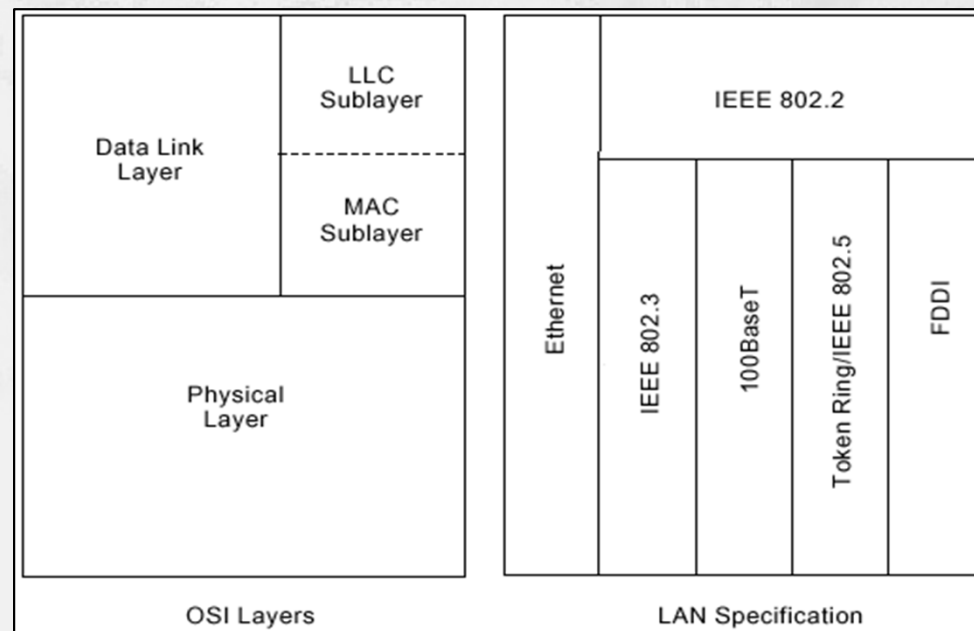 LLC
Sublayer
Data Link
Layer
MAC
Sublayer
Physical
Layer
OSI Layers
IEEE 802.2
Ethernet
IEEE 802.3
100BaseT
Token Ring/IEEE 802.5
FDDI
LAN Specification